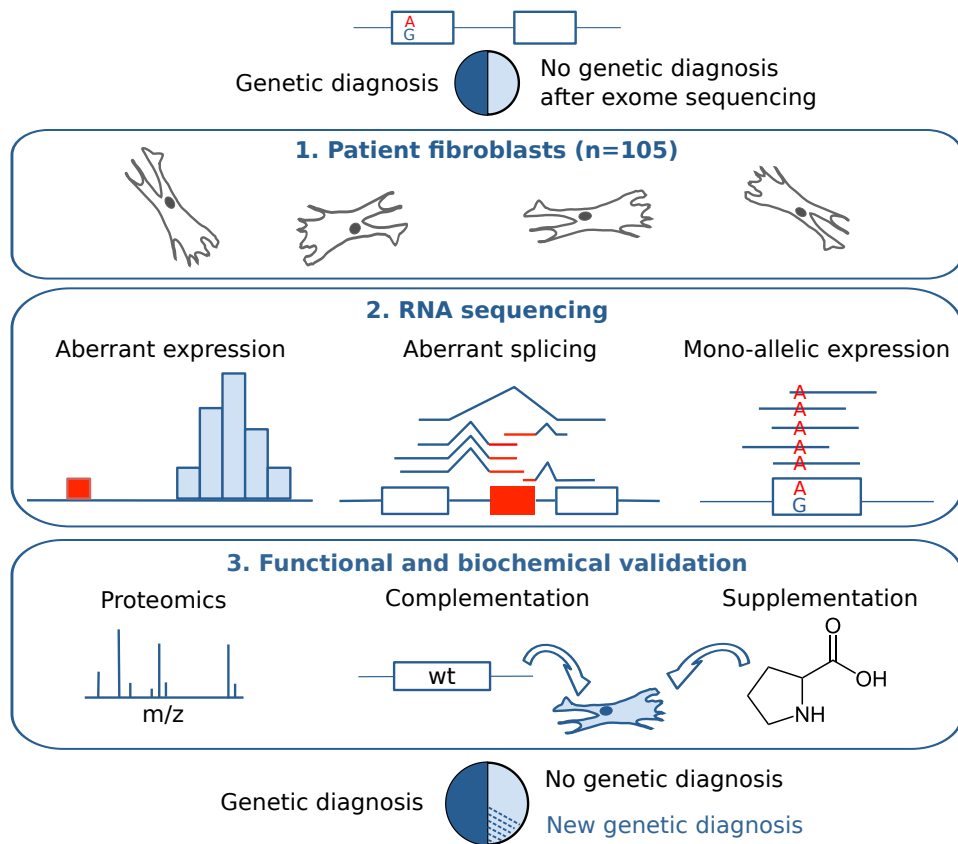 A
G
Genetic diagnosis
No genetic diagnosis
after exome sequencing
1. Patient fibroblasts (n=105)
2. RNA sequencing
Aberrant expression
Aberrant splicing
Mono-allelic expression
A
A
A
A
A
A
G
3. Functional and biochemical validation
Proteomics
Complementation
Supplementation
m/z
wt
O
OH
NH
Genetic diagnosis
No genetic diagnosis
New genetic diagnosis